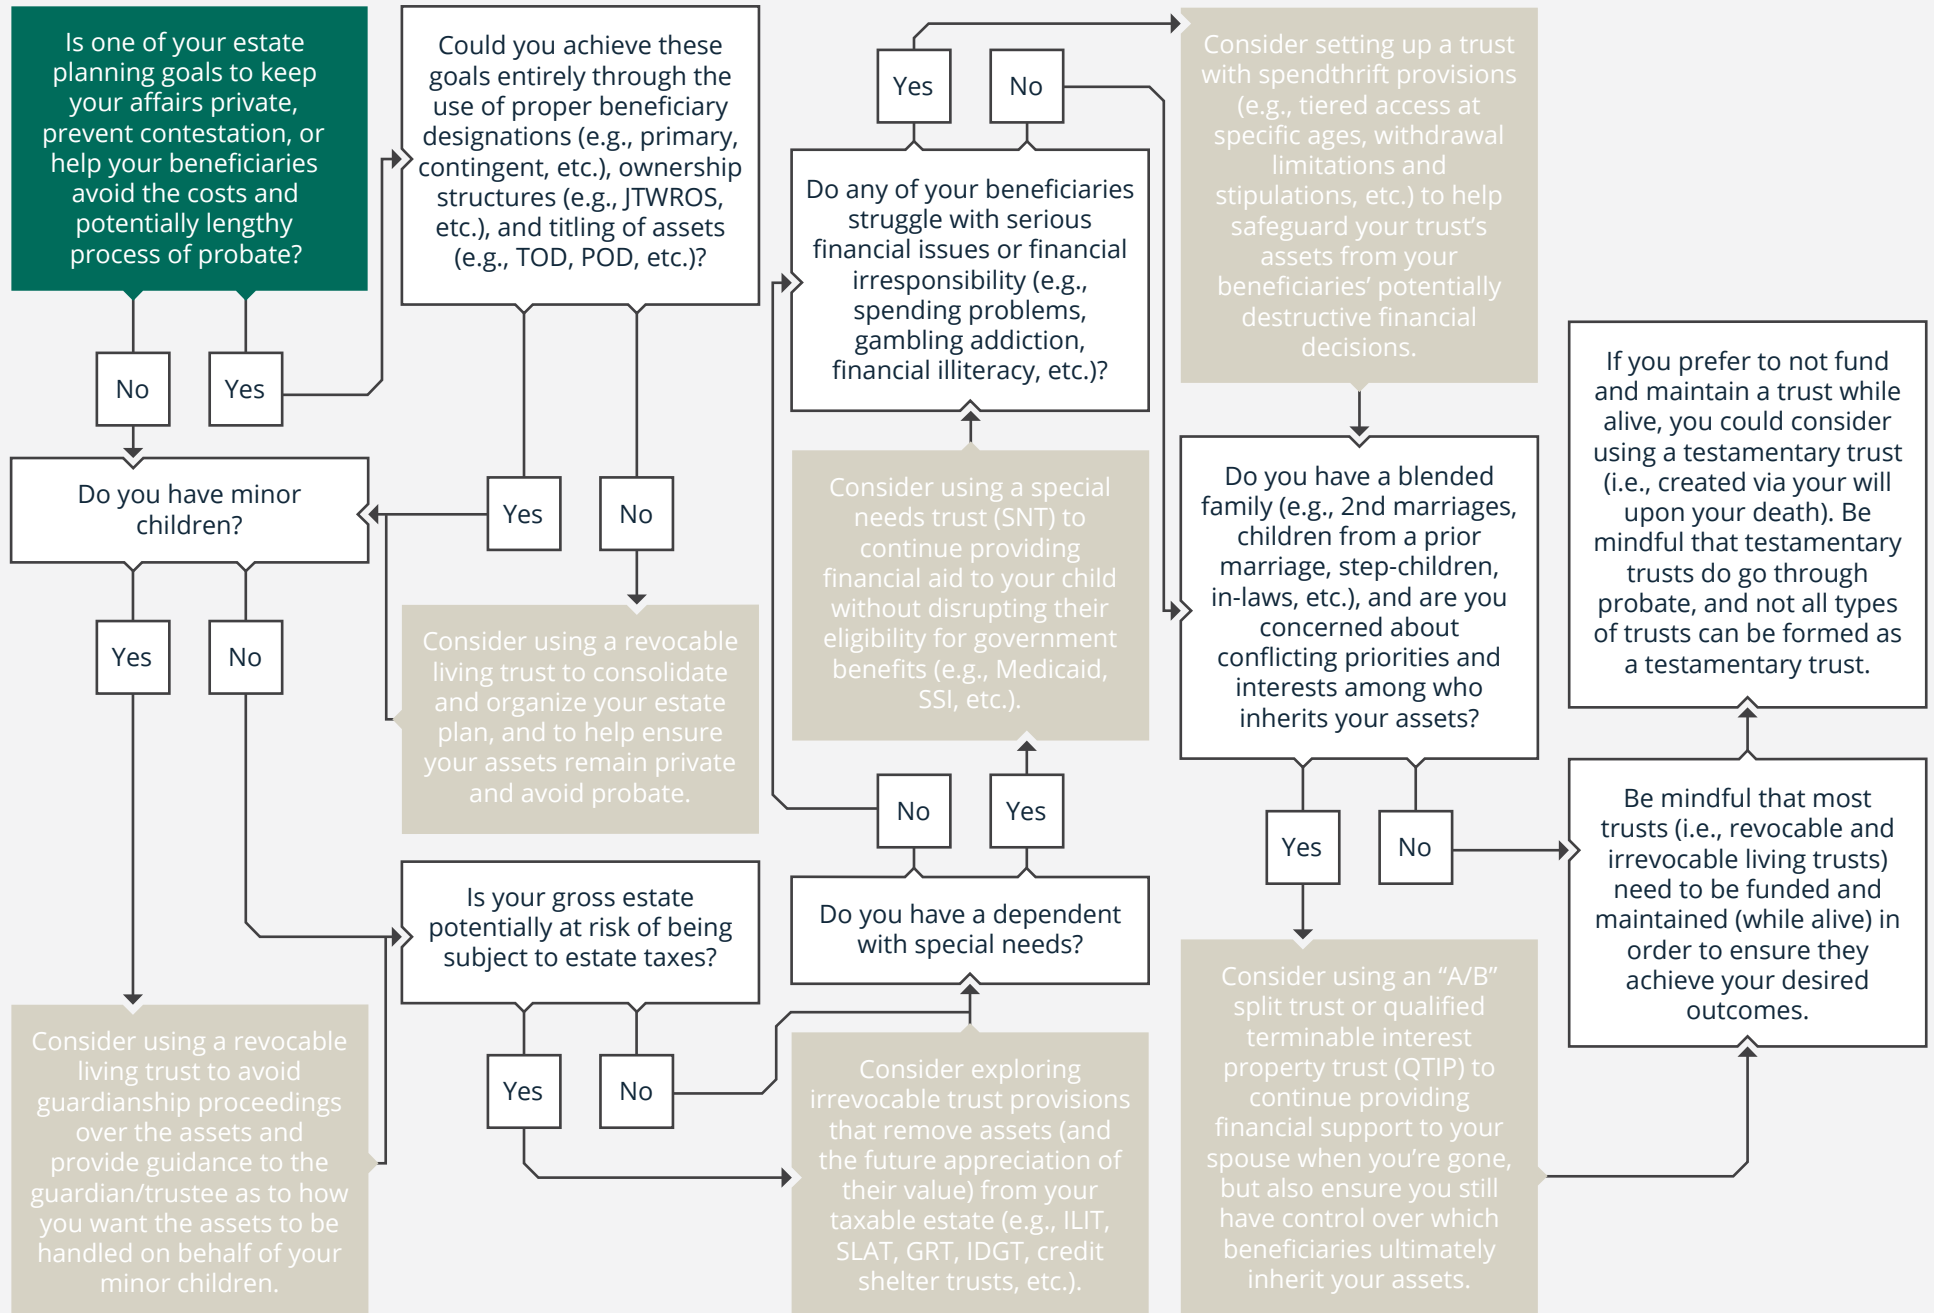 Is one of your estate
planning goals to keep
your affairs private,
prevent contestation, or
help your beneficiaries
avoid the costs and
potentially lengthy
process of probate?
No
Yes
Could you achieve these
goals entirely through the
use of proper beneficiary
designations (e.g., primary,
contingent, etc.), ownership
structures (e.g., JTWROS,
etc.), and titling of assets
(e.g., TOD, POD, etc.)?
Yes
No
Do you have minor
children?
Yes
No
Consider using a revocable
living trust to consolidate
and organize your estate
plan, and to help ensure
your assets remain private
and avoid probate.
Consider using a revocable
living trust to avoid
guardianship proceedings
over the assets and
provide guidance to the
guardian/trustee as to how
you want the assets to be
handled on behalf of your
minor children.
Is your gross estate
potentially at risk of being
subject to estate taxes?
Yes
No
Consider exploring
irrevocable trust provisions
that remove assets (and
the future appreciation of
their value) from your
taxable estate (e.g., ILIT,
SLAT, GRT, IDGT, credit
shelter trusts, etc.).
Do you have a dependent
with special needs?
No
Yes
Consider using a special
needs trust (SNT) to
continue providing
financial aid to your child
without disrupting their
eligibility for government
benefits (e.g., Medicaid,
SSI, etc.).
Do any of your beneficiaries
struggle with serious
financial issues or financial
irresponsibility (e.g.,
spending problems,
gambling addiction,
financial illiteracy, etc.)?
Yes
No
Consider setting up a trust
with spendthrift provisions
(e.g., tiered access at
specific ages, withdrawal
limitations and
stipulations, etc.) to help
safeguard your trust’s
assets from your
beneficiaries’ potentially
destructive financial
decisions.
Do you have a blended
family (e.g., 2nd marriages,
children from a prior
marriage, step-children,
in-laws, etc.), and are you
concerned about
conflicting priorities and
interests among who
inherits your assets?
Yes
No
Consider using an “A/B”
split trust or qualified
terminable interest
property trust (QTIP) to
continue providing
financial support to your
spouse when you’re gone,
but also ensure you still
have control over which
beneficiaries ultimately
inherit your assets.
Be mindful that most
trusts (i.e., revocable and
irrevocable living trusts)
need to be funded and
maintained (while alive) in
order to ensure they
achieve your desired
outcomes.
If you prefer to not fund
and maintain a trust while
alive, you could consider
using a testamentary trust
(i.e., created via your will
upon your death). Be
mindful that testamentary
trusts do go through
probate, and not all types
of trusts can be formed as
a testamentary trust.